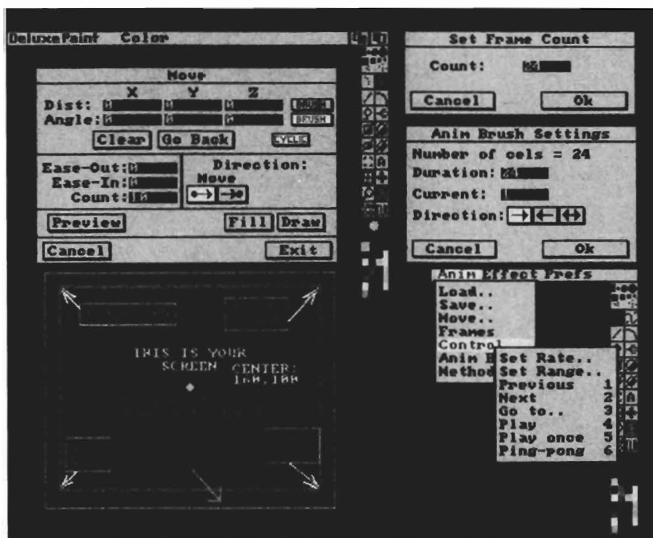 DeluxePaint Color
Move
X Y Z
Dist:
Angle:
Clear Go Back CYCLIC
Ease-Out:
Ease-In:
Count:
Direction:
Move
Preview Fill Draw
Cancel Exit
THIS IS YOUR
SCREEN
CENTER:
160,100
Set Frame Count
Count:
Cancel Ok
Anim Brush Settings
Number of cels = 24
Duration:
Current:
Direction:
Cancel Ok
Anim Effect Prefs
Load..
Save..
Move..
Frames
Control
Anim B
Method
Set Rate..
Set Range..
Previous 1
Next 2
Go to.. 3
Play 4
Play once 5
Ping-pong 6